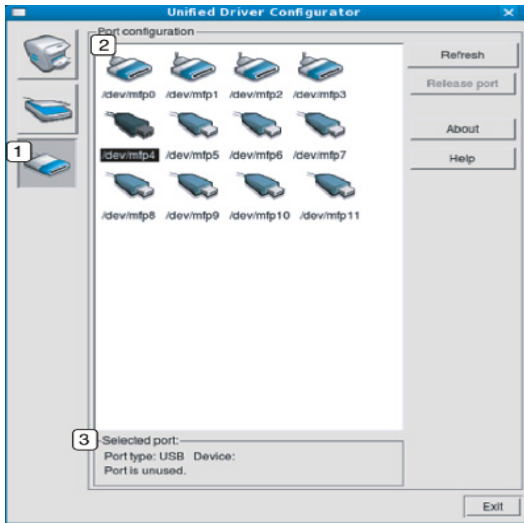 Unified Driver Configurator
Port configuration
2
/dev/mfp0 /dev/mfp1 /dev/mfp2 /dev/mfp3
/dev/mfp4 /dev/mfp5 /dev/mfp6 /dev/mfp7
/dev/mfp8 /dev/mfp9 /dev/mfp10 /dev/mfp11
Refresh
Release port
About
Help
1
3
Selected port:
Port type: USB Device:
Port is unused.
Exit